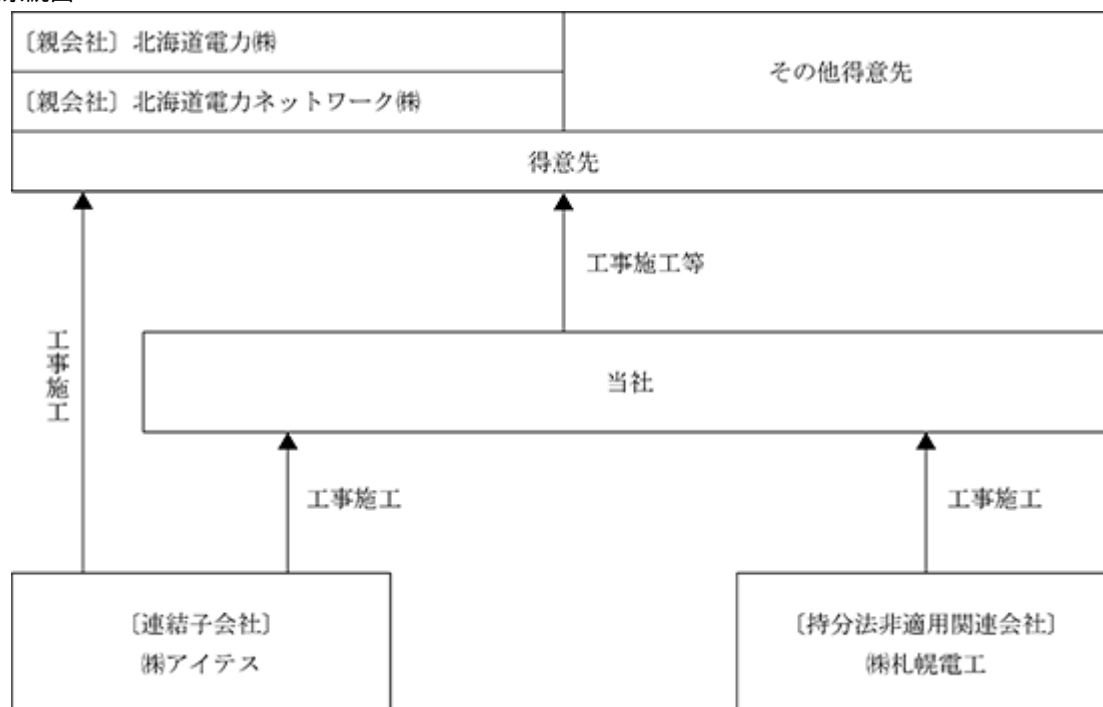 〔親会社〕北海道電力㈱
その他得意先
〔親会社〕北海道電力ネットワーク㈱
得意先
工事施工等
工事施工
当社
工事施工
工事施工
〔連結子会社〕
㈱アイテス
〔持分法非適用関連会社〕
㈱札幌電工